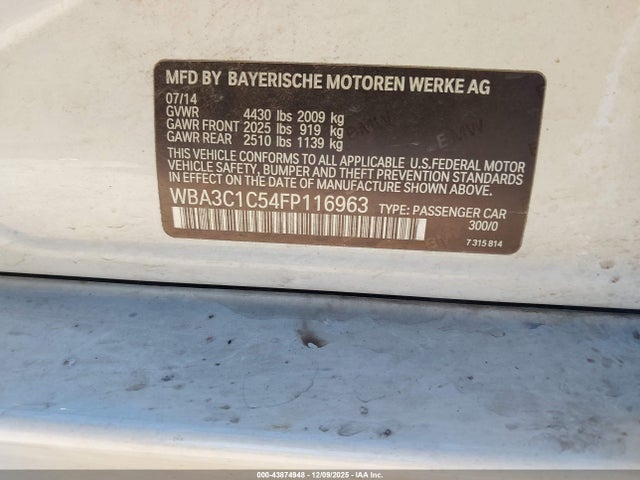 MFD BY BAYERISCHE MOTOREN WERKE AG
07/14
GVWR 4430 lbs 2009 kg
GAWR FRONT 2025 lbs 919 kg
GAWR REAR 2510 lbs 1139 kg
THIS VEHICLE CONFORMS TO ALL APPLICABLE U.S.FEDERAL MOTOR
VEHICLE SAFETY, BUMPER, AND THEFT PREVENTION STANDARDS
IN EFFECT ON THE DATE OF MANUFACTURE SHOWN ABOVE.
WBA3C1C54FP116963 TYPE: PASSENGER CAR
300/0
7 315 814
000-43874948 - 12/09/2025 - IAA Inc.